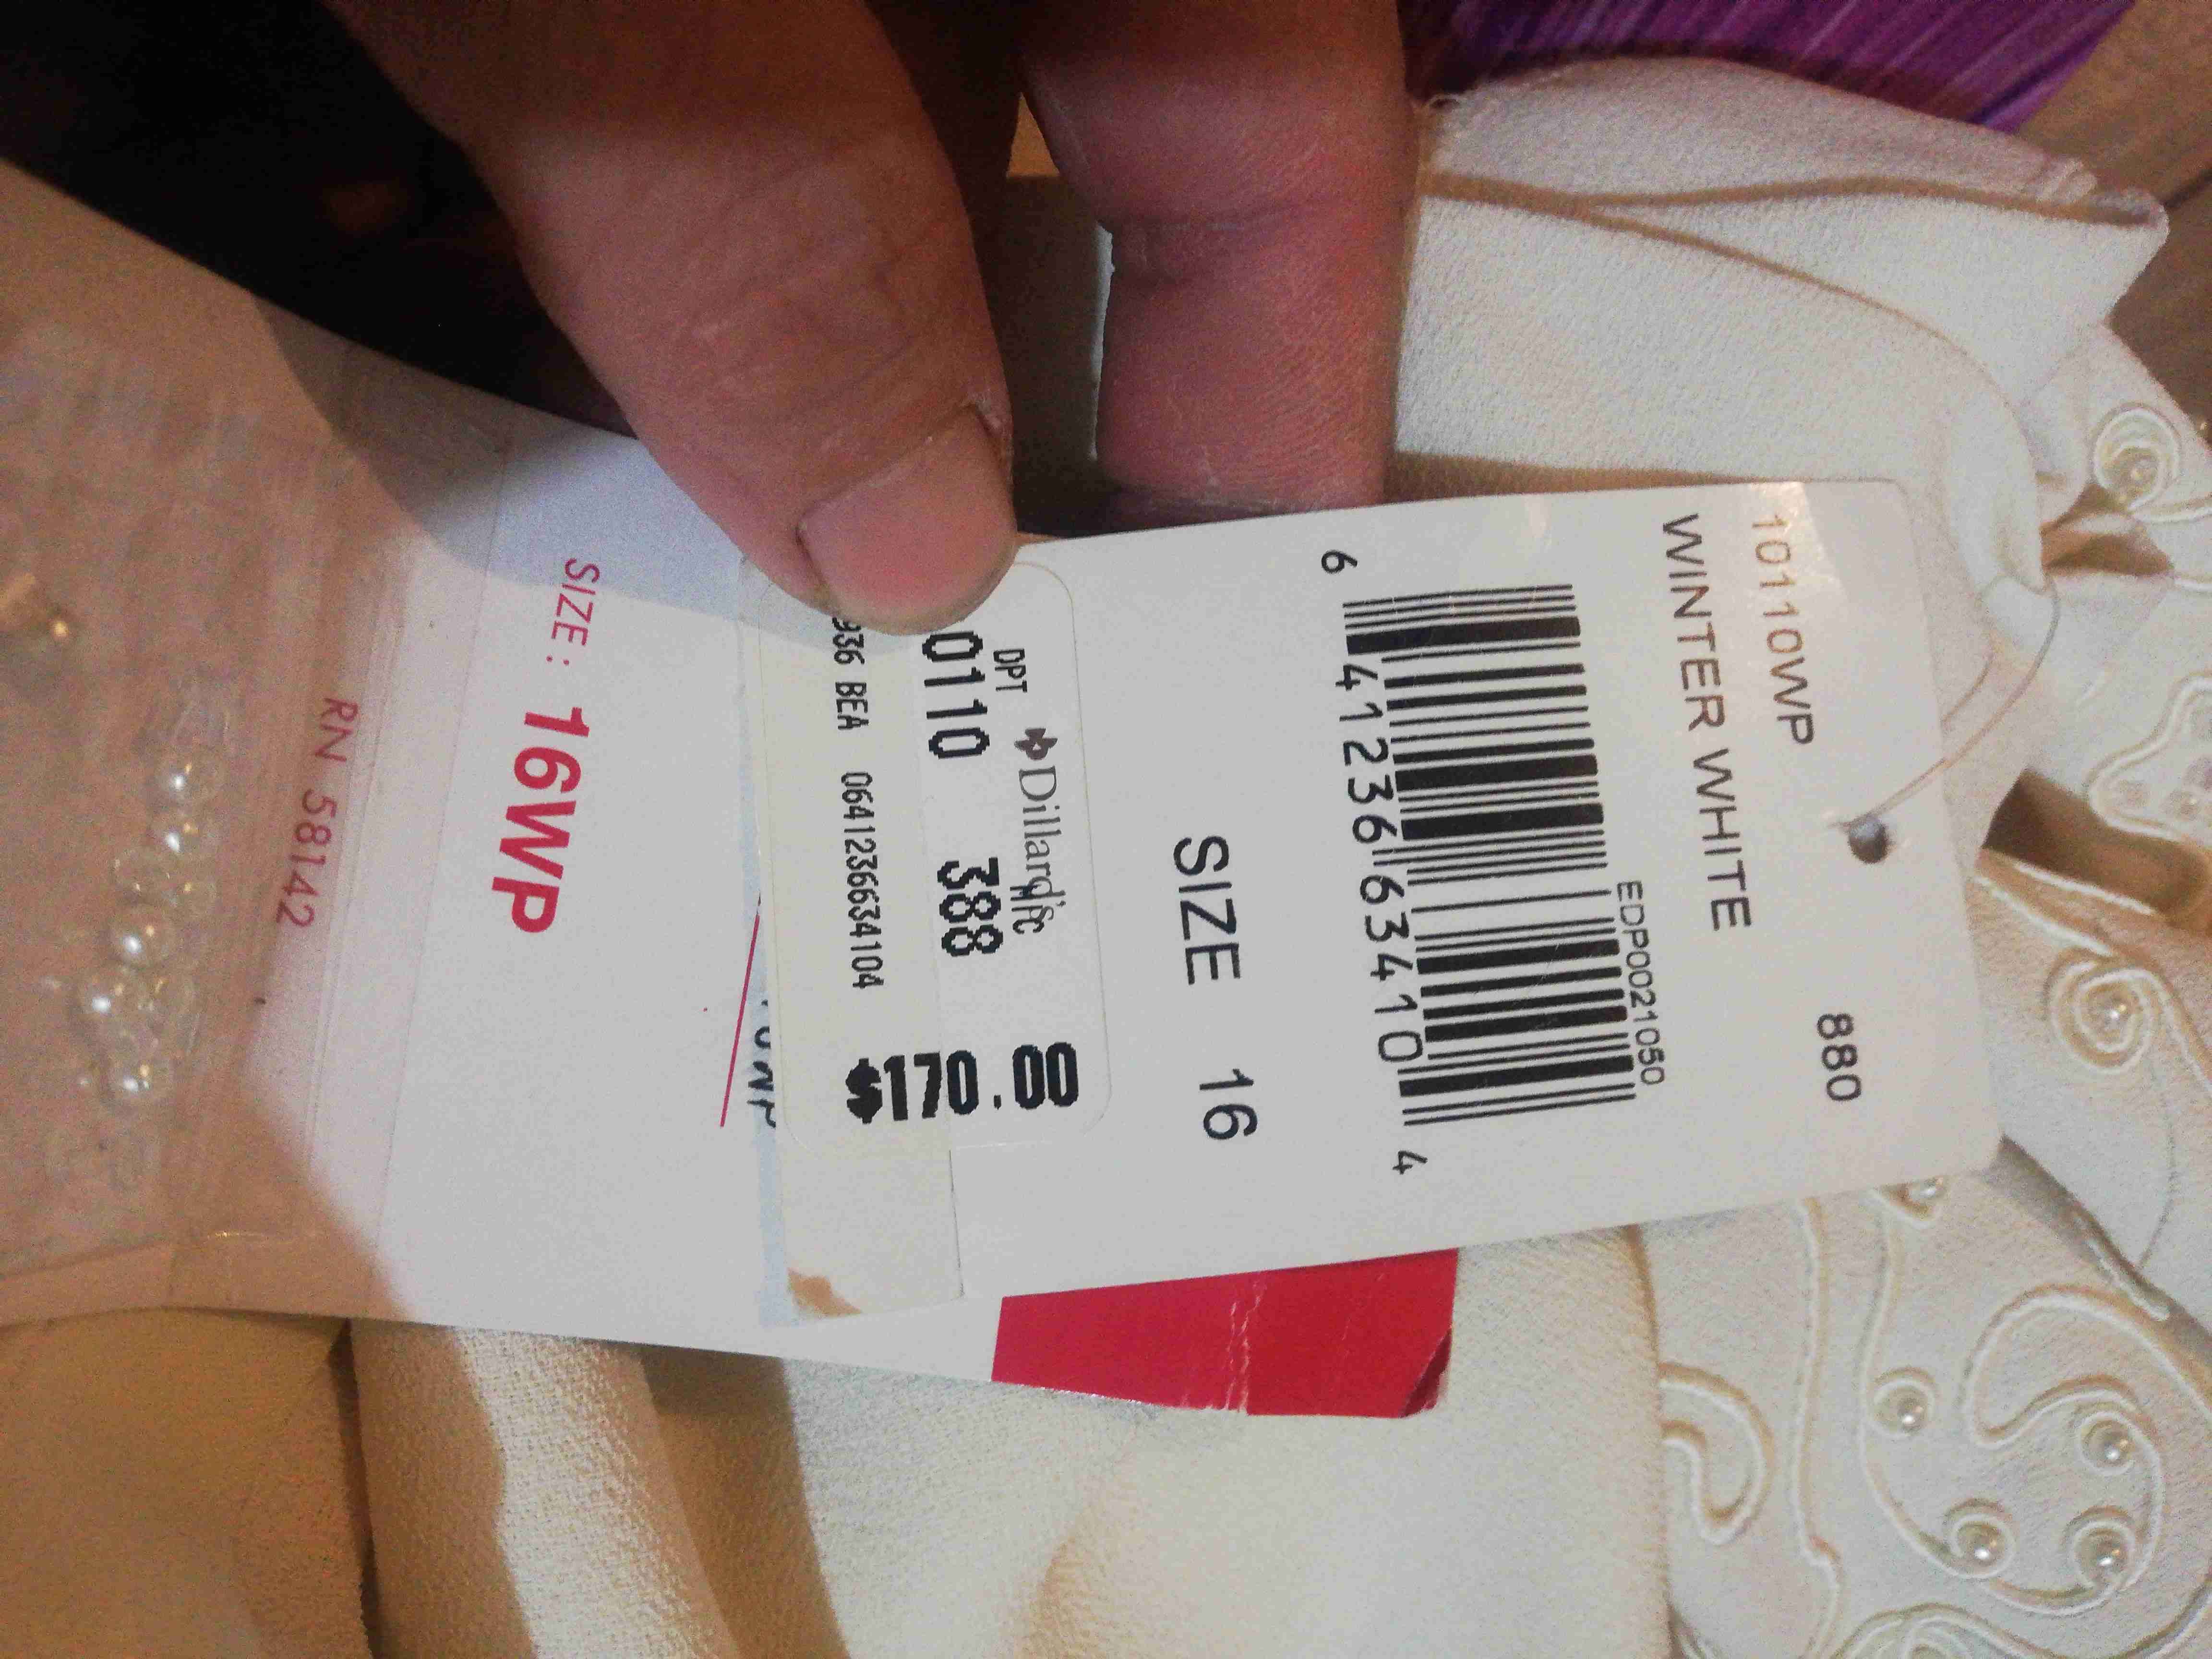 10110WP 880
WINTER WHITE
EDP0021050
6 41236 63410 4
SIZE 16
Dillard's
DPT
0110 388
$170.00
936 BEA 0641236634104
SIZE: 16WP
RN 58142